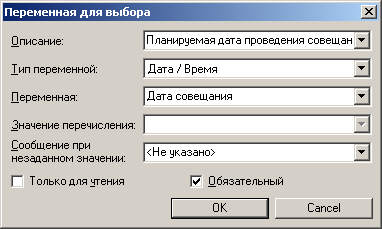 Переменная для выбора
Описание: Планируемая дата проведения совещан
Тип переменной: Дата / Время
Переменная: Дата совещания
Значение перечисления:
Сообщение при
незаданном значении: <Не указано>
Только для чтения Обязательный
OK Cancel